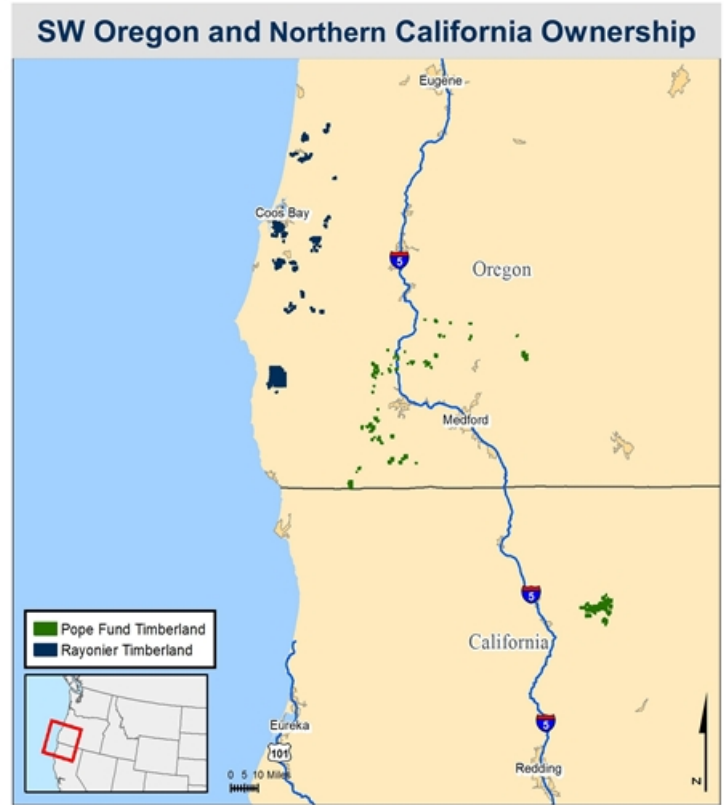 SW Oregon and Northern California Ownership
Eugene
Coos Bay
5
Oregon
Medford
5
California
Pope Fund Timberland
Rayonier Timberland
Eureka
101
5
Redding
0 5 10 Miles
N